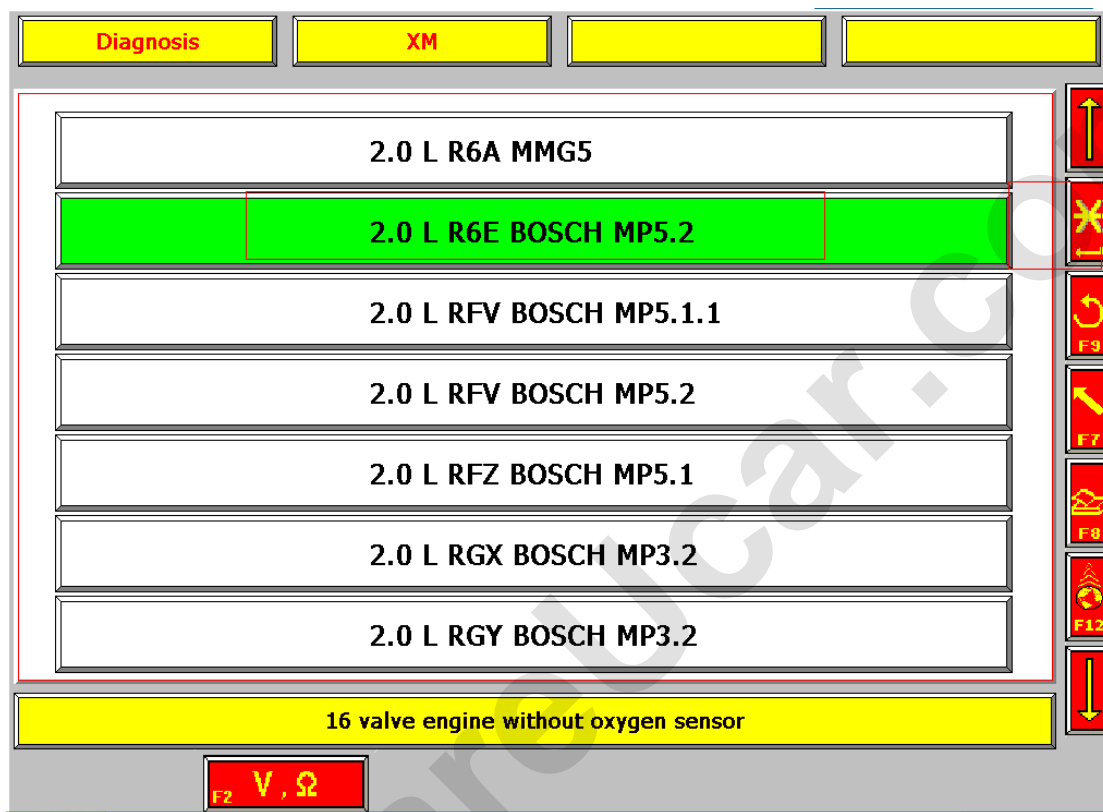 Diagnosis
XM
2.0 L R6A MMG5
2.0 L R6E BOSCH MP5.2
2.0 L RFV BOSCH MP5.1.1
2.0 L RFV BOSCH MP5.2
2.0 L RFZ BOSCH MP5.1
2.0 L RGX BOSCH MP3.2
2.0 L RGY BOSCH MP3.2
F9
F7
F8
F12
16 valve engine without oxygen sensor
F2 V , Ω
areUcar.co